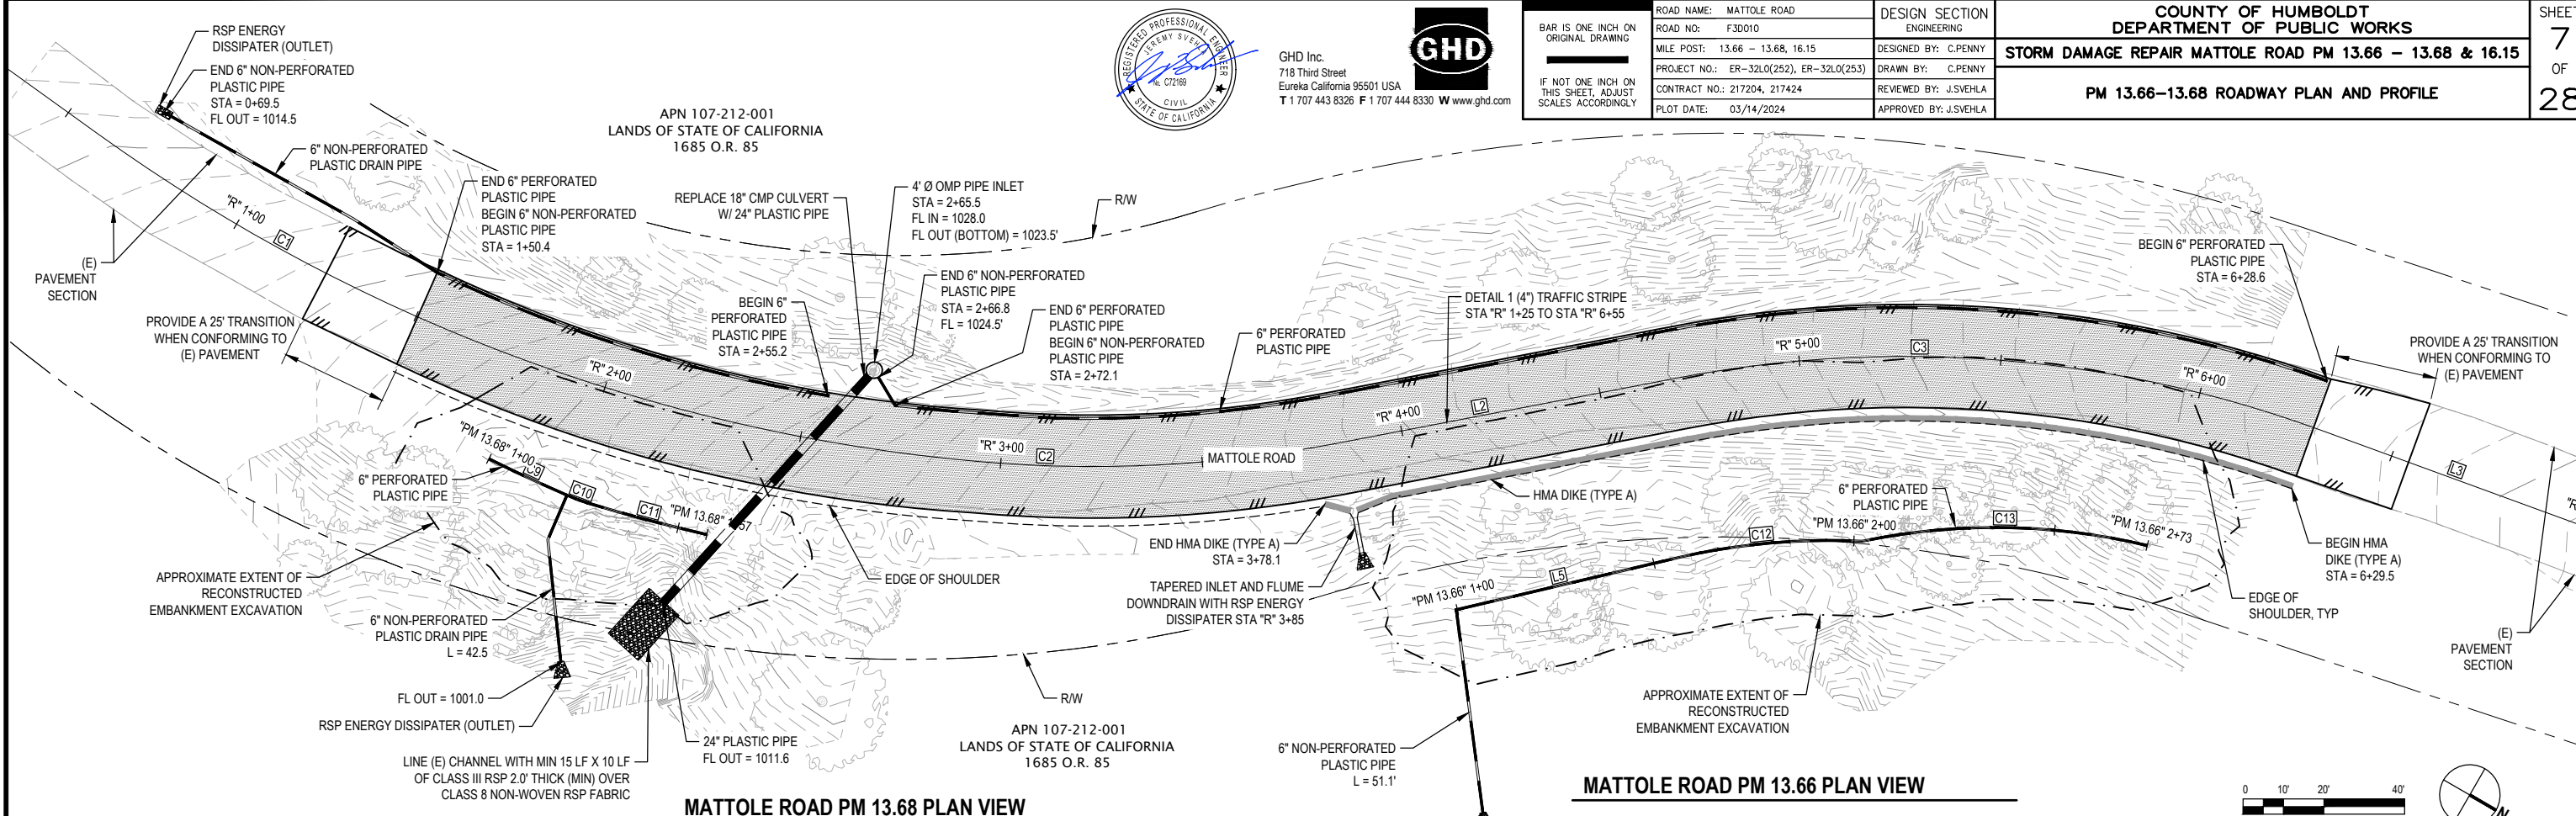 RSP ENERGY
DISSIPATER (OUTLET)
END 6" NON-PERFORATED
PLASTIC PIPE
STA = 0+69.5
FL OUT = 1014.5
6" NON-PERFORATED
PLASTIC DRAIN PIPE
APN 107-212-001
LANDS OF STATE OF CALIFORNIA
1685 O.R. 85
REGISTERED PROFESSIONAL ENGINEER
JEREMY SVEHLA
No. C72169
CIVIL
STATE OF CALIFORNIA
GHD Inc.
718 Third Street
Eureka California 95501 USA
T 1 707 443 8326 F 1 707 444 8330 W www.ghd.com
GHD
BAR IS ONE INCH ON
ORIGINAL DRAWING
IF NOT ONE INCH ON
THIS SHEET, ADJUST
SCALES ACCORDINGLY
ROAD NAME: MATTOLE ROAD
ROAD NO: F3D010
MILE POST: 13.66 - 13.68, 16.15
PROJECT NO.: ER-32L0(252), ER-32L0(253)
CONTRACT NO.: 217204, 217424
PLOT DATE: 03/14/2024
DESIGN SECTION
ENGINEERING
DESIGNED BY: C.PENNY
DRAWN BY: C.PENNY
REVIEWED BY: J.SVEHLA
APPROVED BY: J.SVEHLA
COUNTY OF HUMBOLDT
DEPARTMENT OF PUBLIC WORKS
STORM DAMAGE REPAIR MATTOLE ROAD PM 13.66 - 13.68 & 16.15
PM 13.66-13.68 ROADWAY PLAN AND PROFILE
SHEET
7
OF
28
"R" 1+00
C1
(E)
PAVEMENT
SECTION
PROVIDE A 25' TRANSITION
WHEN CONFORMING TO
(E) PAVEMENT
END 6" PERFORATED
PLASTIC PIPE
BEGIN 6" NON-PERFORATED
PLASTIC PIPE
STA = 1+50.4
REPLACE 18" CMP CULVERT
W/ 24" PLASTIC PIPE
4' Ø OMP PIPE INLET
STA = 2+65.5
FL IN = 1028.0
FL OUT (BOTTOM) = 1023.5'
R/W
BEGIN 6"
PERFORATED
PLASTIC PIPE
STA = 2+55.2
END 6" NON-PERFORATED
PLASTIC PIPE
STA = 2+66.8
FL = 1024.5'
END 6" PERFORATED
PLASTIC PIPE
BEGIN 6" NON-PERFORATED
PLASTIC PIPE
STA = 2+72.1
6" PERFORATED
PLASTIC PIPE
DETAIL 1 (4") TRAFFIC STRIPE
STA "R" 1+25 TO STA "R" 6+55
BEGIN 6" PERFORATED
PLASTIC PIPE
STA = 6+28.6
PROVIDE A 25' TRANSITION
WHEN CONFORMING TO
(E) PAVEMENT
"R" 2+00
"R" 3+00
C2
MATTOLE ROAD
"R" 4+00
L2
"R" 5+00
C3
"R" 6+00
L3
"R
"PM 13.68" 1+00
C9
C10
C11
"PM 13.68" 1+57
6" PERFORATED
PLASTIC PIPE
APPROXIMATE EXTENT OF
RECONSTRUCTED
EMBANKMENT EXCAVATION
6" NON-PERFORATED
PLASTIC DRAIN PIPE
L = 42.5
FL OUT = 1001.0
RSP ENERGY DISSIPATER (OUTLET)
LINE (E) CHANNEL WITH MIN 15 LF X 10 LF
OF CLASS III RSP 2.0' THICK (MIN) OVER
CLASS 8 NON-WOVEN RSP FABRIC
24" PLASTIC PIPE
FL OUT = 1011.6
EDGE OF SHOULDER
R/W
APN 107-212-001
LANDS OF STATE OF CALIFORNIA
1685 O.R. 85
END HMA DIKE (TYPE A)
STA = 3+78.1
TAPERED INLET AND FLUME
DOWNDRAIN WITH RSP ENERGY
DISSIPATER STA "R" 3+85
HMA DIKE (TYPE A)
6" PERFORATED
PLASTIC PIPE
"PM 13.66" 1+00
L5
C12
"PM 13.66" 2+00
C13
"PM 13.66" 2+73
BEGIN HMA
DIKE (TYPE A)
STA = 6+29.5
EDGE OF
SHOULDER, TYP
(E)
PAVEMENT
SECTION
APPROXIMATE EXTENT OF
RECONSTRUCTED
EMBANKMENT EXCAVATION
6" NON-PERFORATED
PLASTIC PIPE
L = 51.1'
MATTOLE ROAD PM 13.68 PLAN VIEW
MATTOLE ROAD PM 13.66 PLAN VIEW
0 10' 20' 40'
N